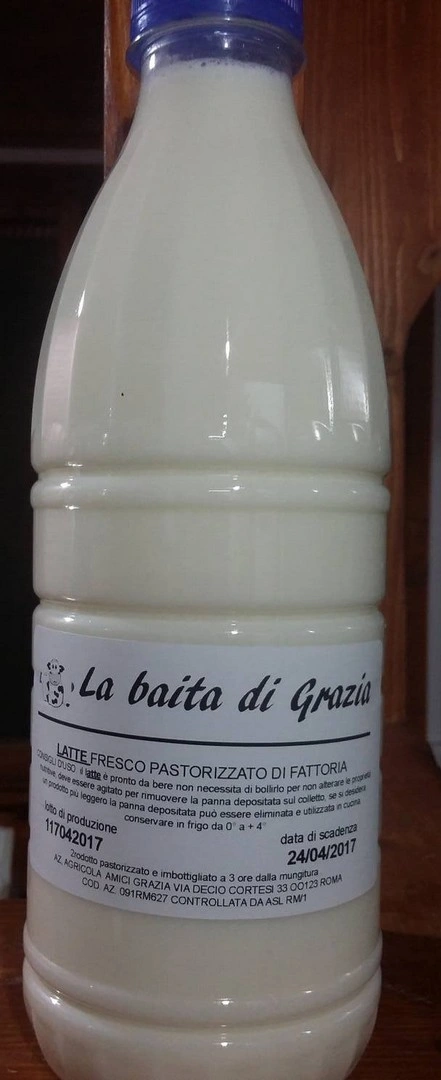 La baita di Grazia
LATTE FRESCO PASTORIZZATO DI FATTORIA
CONSIGLI D'USO: il latte è pronto da bere non necessita di bollirlo per non alterare le proprietà
nutritive, deve essere agitato per rimuovere la panna depositata sul colletto, se si desidera
un prodotto piu leggero la panna depositata può essere eliminata e utilizzata in cucina
conservare in frigo da 0° a + 4°
lotto di produzione
117042017
data di scadenza
24/04/2017
2rodotto pastorizzato e imbottigliato a 3 ore dalla mungitura
AZ. AGRICOLA AMICI GRAZIA VIA DECIO CORTESI 33 OO123 ROMA
COD. AZ. 091RM627 CONTROLLATA DA ASL RM/1